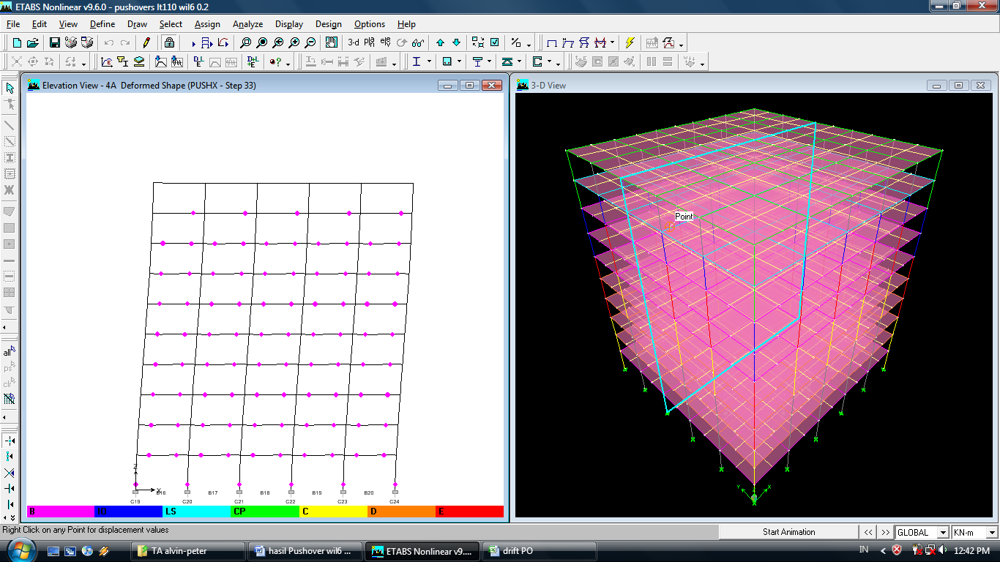 ETABS Nonlinear v9.6.0 - pushovers lt110 wil6 0.2
File Edit View Define Draw Select Assign Analyze Display Design Options Help
3-d
Elevation View - 4A Deformed Shape (PUSHX - Step 33)
3-D View
Point
all
ps
clr
Z
X
B16 B17 B18 B19 B20
C19 C20 C21 C22 C23 C24
B IO LS CP C D E
Y X
Right Click on any Point for displacement values
Start Animation << >> GLOBAL KN-m
TA alvin-peter
hasil Pushover wil6 ...
ETABS Nonlinear v9....
drift PO
IN
12:42 PM